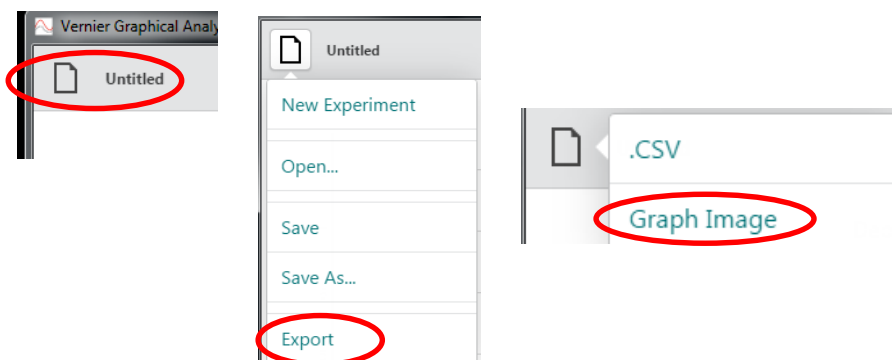 Vernier Graphical Analy
Untitled
Untitled
New Experiment
Open...
Save
Save As...
Export
.CSV
Graph Image